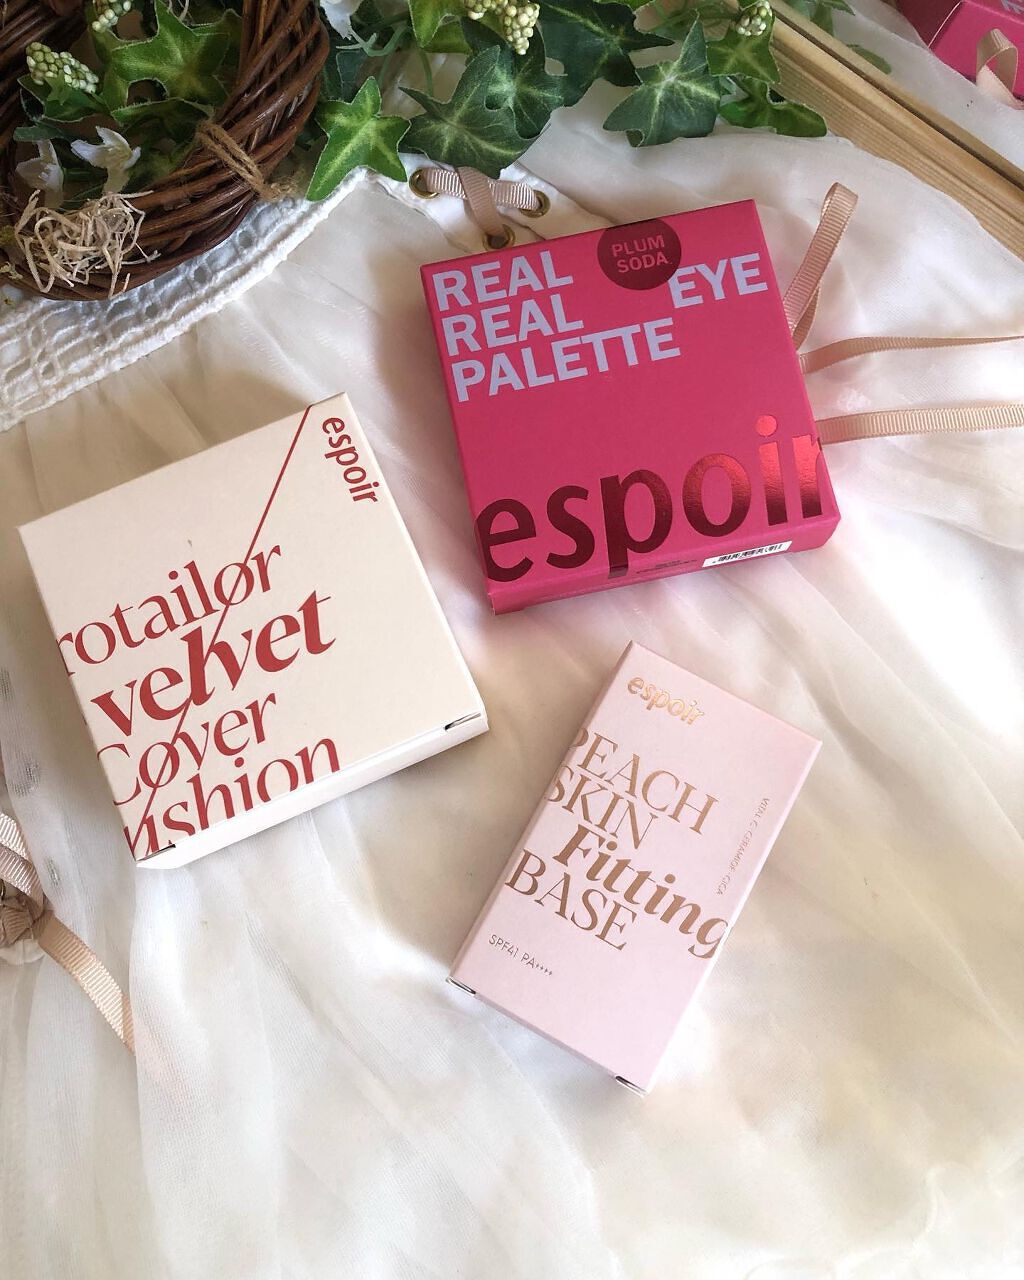 REAL
REAL EYE
PALETTE
PLUM
SODA
espoir
espoir
rotailor
velvet
Cover
ushion
espoir
PEACH
SKIN
Fitting
BASE
SPF41 PA++++